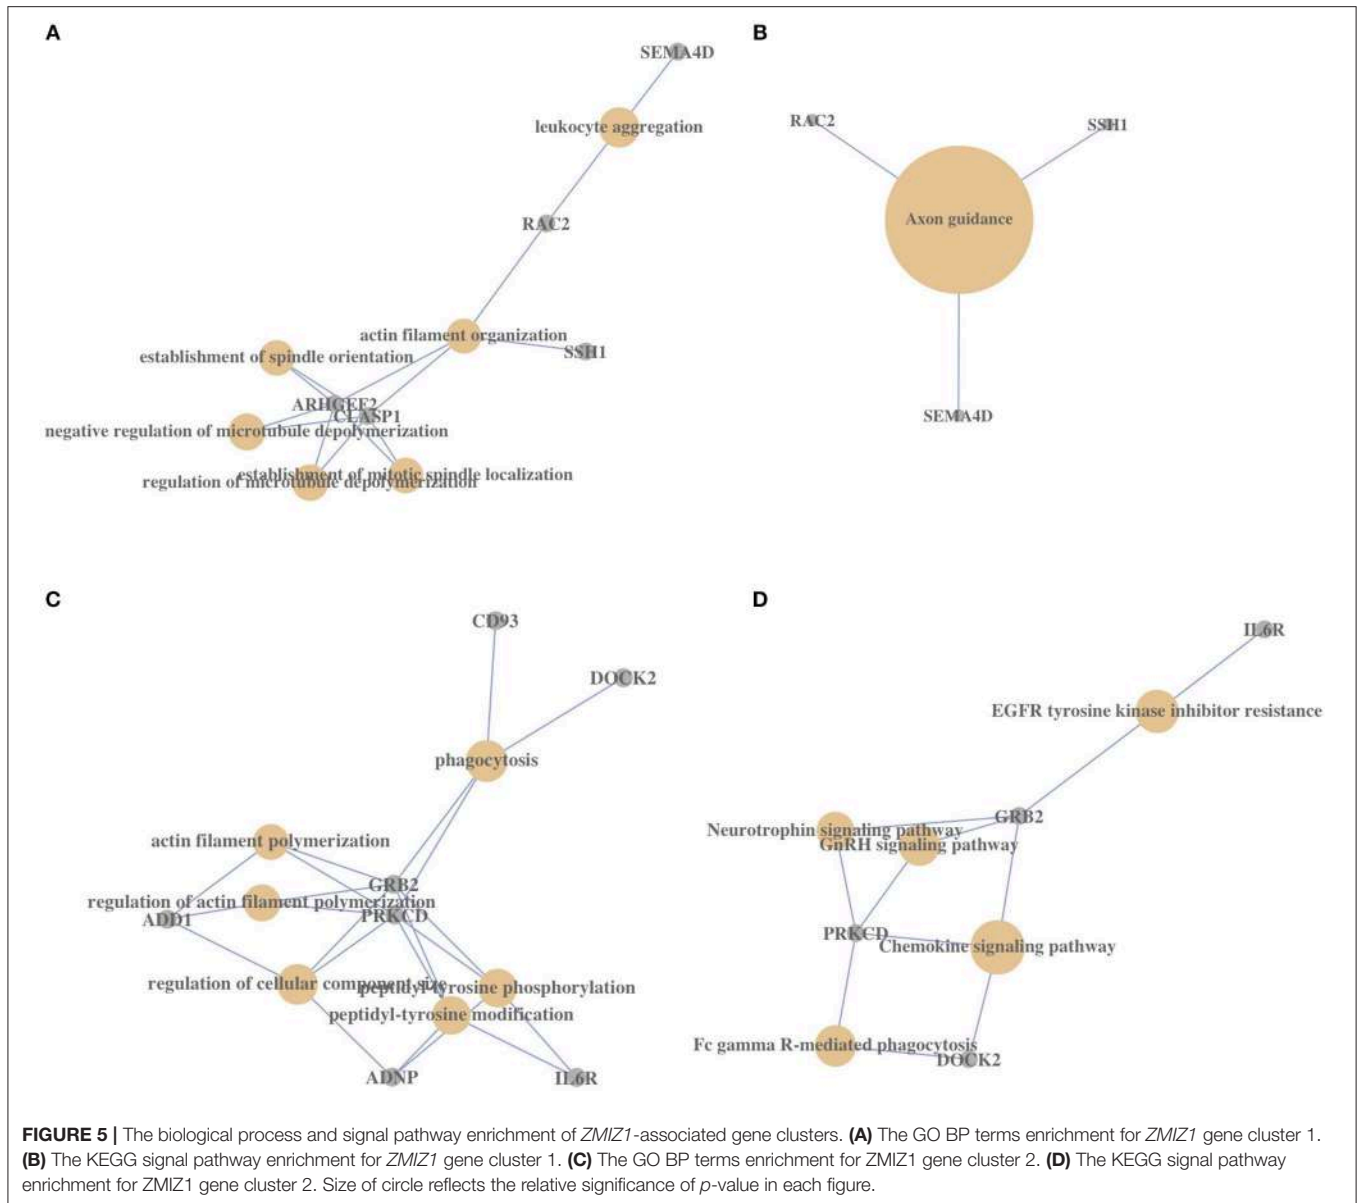 A
SEMA4D
leukocyte aggregation
RAC2
actin filament organization
SSH1
establishment of spindle orientation
ARHGEF2
CLASP1
negative regulation of microtubule depolymerization
establishment of mitotic spindle localization
regulation of microtubule depolymerization
B
RAC2
SSH1
Axon guidance
SEMA4D
C
CD93
DOCK2
phagocytosis
actin filament polymerization
GRB2
regulation of actin filament polymerization
PRKCD
ADD1
regulation of cellular component size
peptidyl-tyrosine phosphorylation
peptidyl-tyrosine modification
ADNP
IL6R
D
IL6R
EGFR tyrosine kinase inhibitor resistance
GRB2
Neurotrophin signaling pathway
GnRH signaling pathway
PRKCD
Chemokine signaling pathway
Fc gamma R-mediated phagocytosis
DOCK2
FIGURE 5 | The biological process and signal pathway enrichment of ZMIZ1-associated gene clusters. (A) The GO BP terms enrichment for ZMIZ1 gene cluster 1.
(B) The KEGG signal pathway enrichment for ZMIZ1 gene cluster 1. (C) The GO BP terms enrichment for ZMIZ1 gene cluster 2. (D) The KEGG signal pathway
enrichment for ZMIZ1 gene cluster 2. Size of circle reflects the relative significance of p-value in each figure.